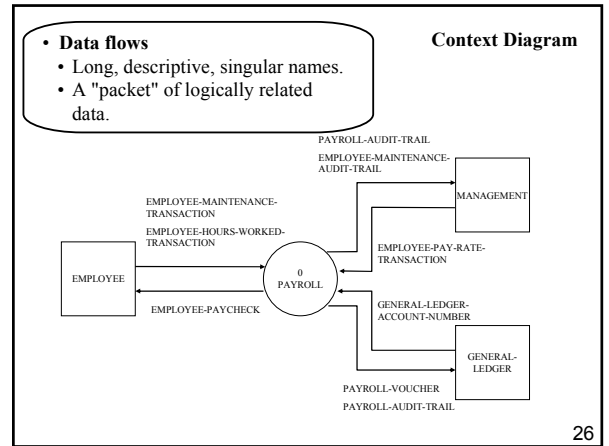 • Data flows
• Long, descriptive, singular names.
• A "packet" of logically related
data.
Context Diagram
PAYROLL-AUDIT-TRAIL
EMPLOYEE-MAINTENANCE-
AUDIT-TRAIL
MANAGEMENT
EMPLOYEE-MAINTENANCE-
TRANSACTION
EMPLOYEE-HOURS-WORKED-
TRANSACTION
EMPLOYEE-PAY-RATE-
TRANSACTION
EMPLOYEE
0
PAYROLL
EMPLOYEE-PAYCHECK
GENERAL-LEDGER-
ACCOUNT-NUMBER
GENERAL-
LEDGER
PAYROLL-VOUCHER
PAYROLL-AUDIT-TRAIL
26